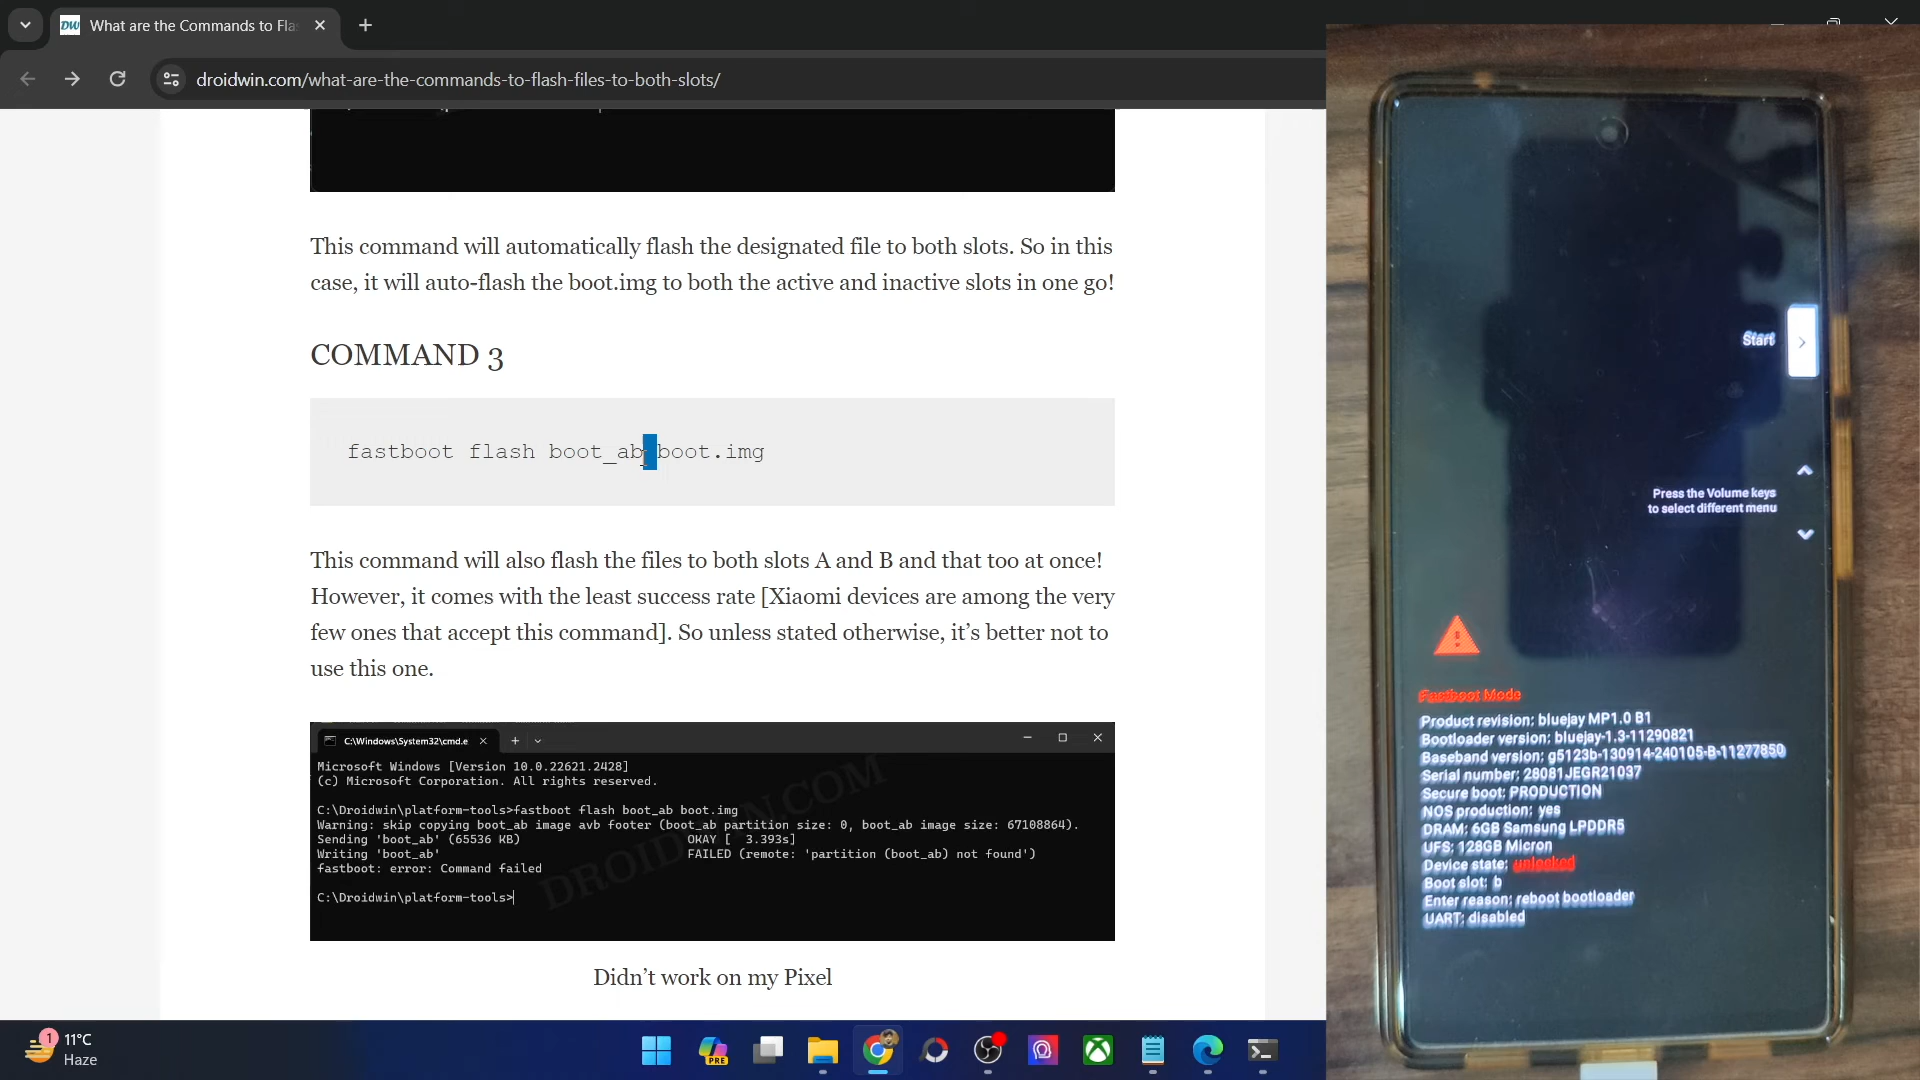 DW What are the Commands to Fla
droidwin.com/what-are-the-commands-to-flash-files-to-both-slots/
This command will automatically flash the designated file to both slots. So in this
case, it will auto-flash the boot.img to both the active and inactive slots in one go!
COMMAND 3
fastboot flash boot_ab boot.img
This command will also flash the files to both slots A and B and that too at once!
However, it comes with the least success rate [Xiaomi devices are among the very
few ones that accept this command]. So unless stated otherwise, it’s better not to
use this one.
C:\Windows\System32\cmd.e
Microsoft Windows [Version 10.0.22621.2428]
(c) Microsoft Corporation. All rights reserved.
C:\Droidwin\platform-tools>fastboot flash boot_ab boot.img
Warning: skip copying boot_ab image avb footer (boot_ab partition size: 0, boot_ab image size: 67108864).
Sending 'boot_ab' (65536 KB) OKAY [ 3.393s]
Writing 'boot_ab' FAILED (remote: 'partition (boot_ab) not found')
fastboot: error: Command failed
C:\Droidwin\platform-tools>
DROIDWIN.COM
Didn’t work on my Pixel
1
11°C
Haze
PRE
Start
Press the Volume keys
to select different menu
Fastboot Mode
Product revision: bluejay MP1.0 B1
Bootloader version: bluejay-1.3-11290821
Baseband version: g5123b-130914-240105-B-11277850
Serial number: 28081JEGR21037
Secure boot: PRODUCTION
NOS production: yes
DRAM: 6GB Samsung LPDDR5
UFS: 128GB Micron
Device state: unlocked
Boot slot: b
Enter reason: reboot bootloader
UART: disabled